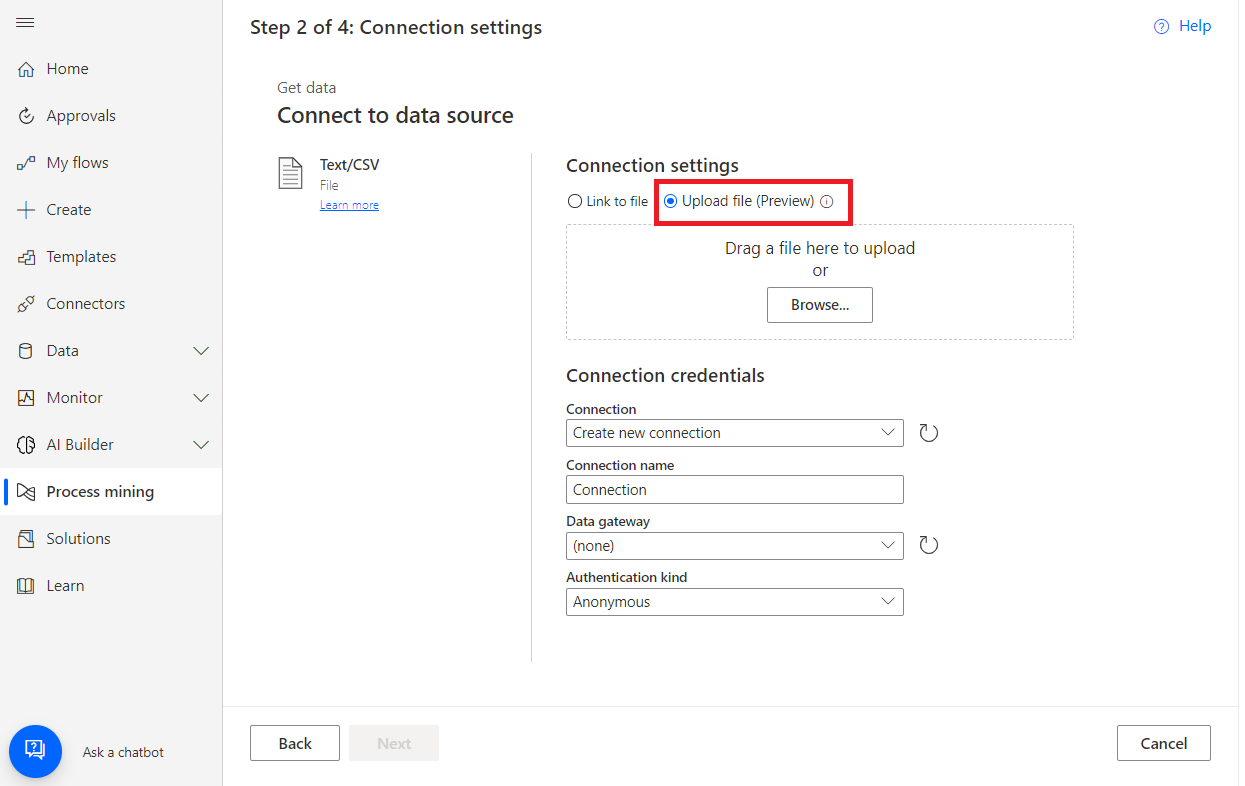 Step 2 of 4: Connection settings
Help
Home
Approvals
My flows
Create
Templates
Connectors
Data
Monitor
AI Builder
Process mining
Solutions
Learn
Ask a chatbot
Get data
Connect to data source
Text/CSV
File
Learn more
Connection settings
Link to file
Upload file (Preview)
Drag a file here to upload
or
Browse...
Connection credentials
Connection
Create new connection
Connection name
Connection
Data gateway
(none)
Authentication kind
Anonymous
Back
Next
Cancel